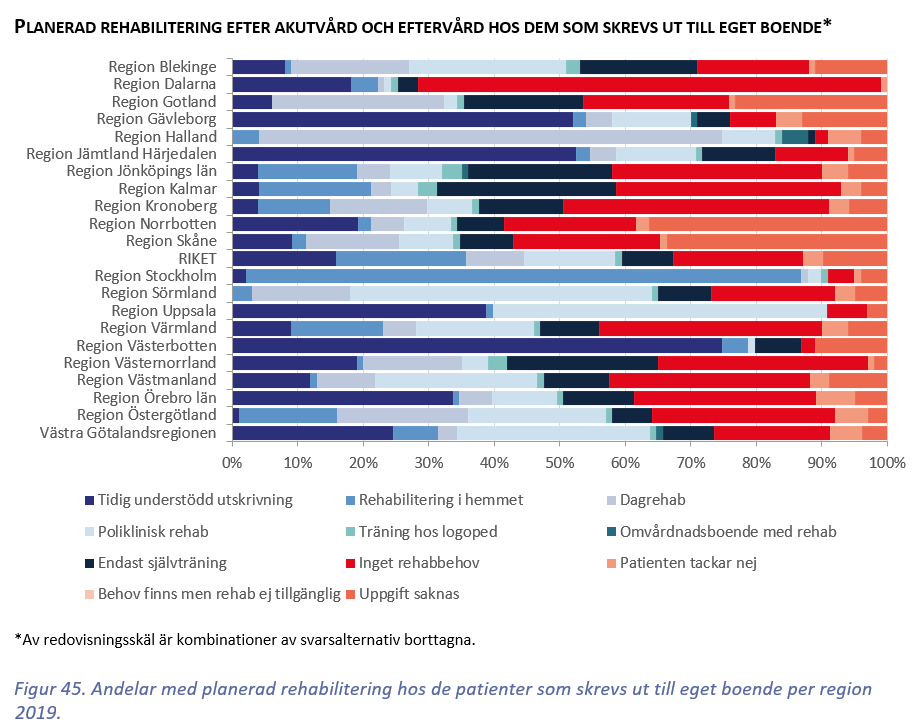 PLANERAD REHABILITERING EFTER AKUTVÅRD OCH EFTERVÅRD HOS DEM SOM SKREVS UT TILL EGET BOENDE*
Region Blekinge
Region Dalarna
Region Gotland
Region Gävleborg
Region Halland
Region Jämtland Härjedalen
Region Jönköpings län
Region Kalmar
Region Kronoberg
Region Norrbotten
Region Skåne
RIKET
Region Stockholm
Region Sörmland
Region Uppsala
Region Värmland
Region Västerbotten
Region Västernorrland
Region Västmanland
Region Örebro län
Region Östergötland
Västra Götalandsregionen
0% 10% 20% 30% 40% 50% 60% 70% 80% 90% 100%
Tidig understödd utskrivning Rehabilitering i hemmet Dagrehab
Poliklinisk rehab Träning hos logoped Omvårdnadsboende med rehab
Endast självträning Inget rehabbehov Patienten tackar nej
Behov finns men rehab ej tillgänglig Uppgift saknas
*Av redovisningsskäl är kombinationer av svarsalternativ borttagna.
Figur 45. Andelar med planerad rehabilitering hos de patienter som skrevs ut till eget boende per region
2019.